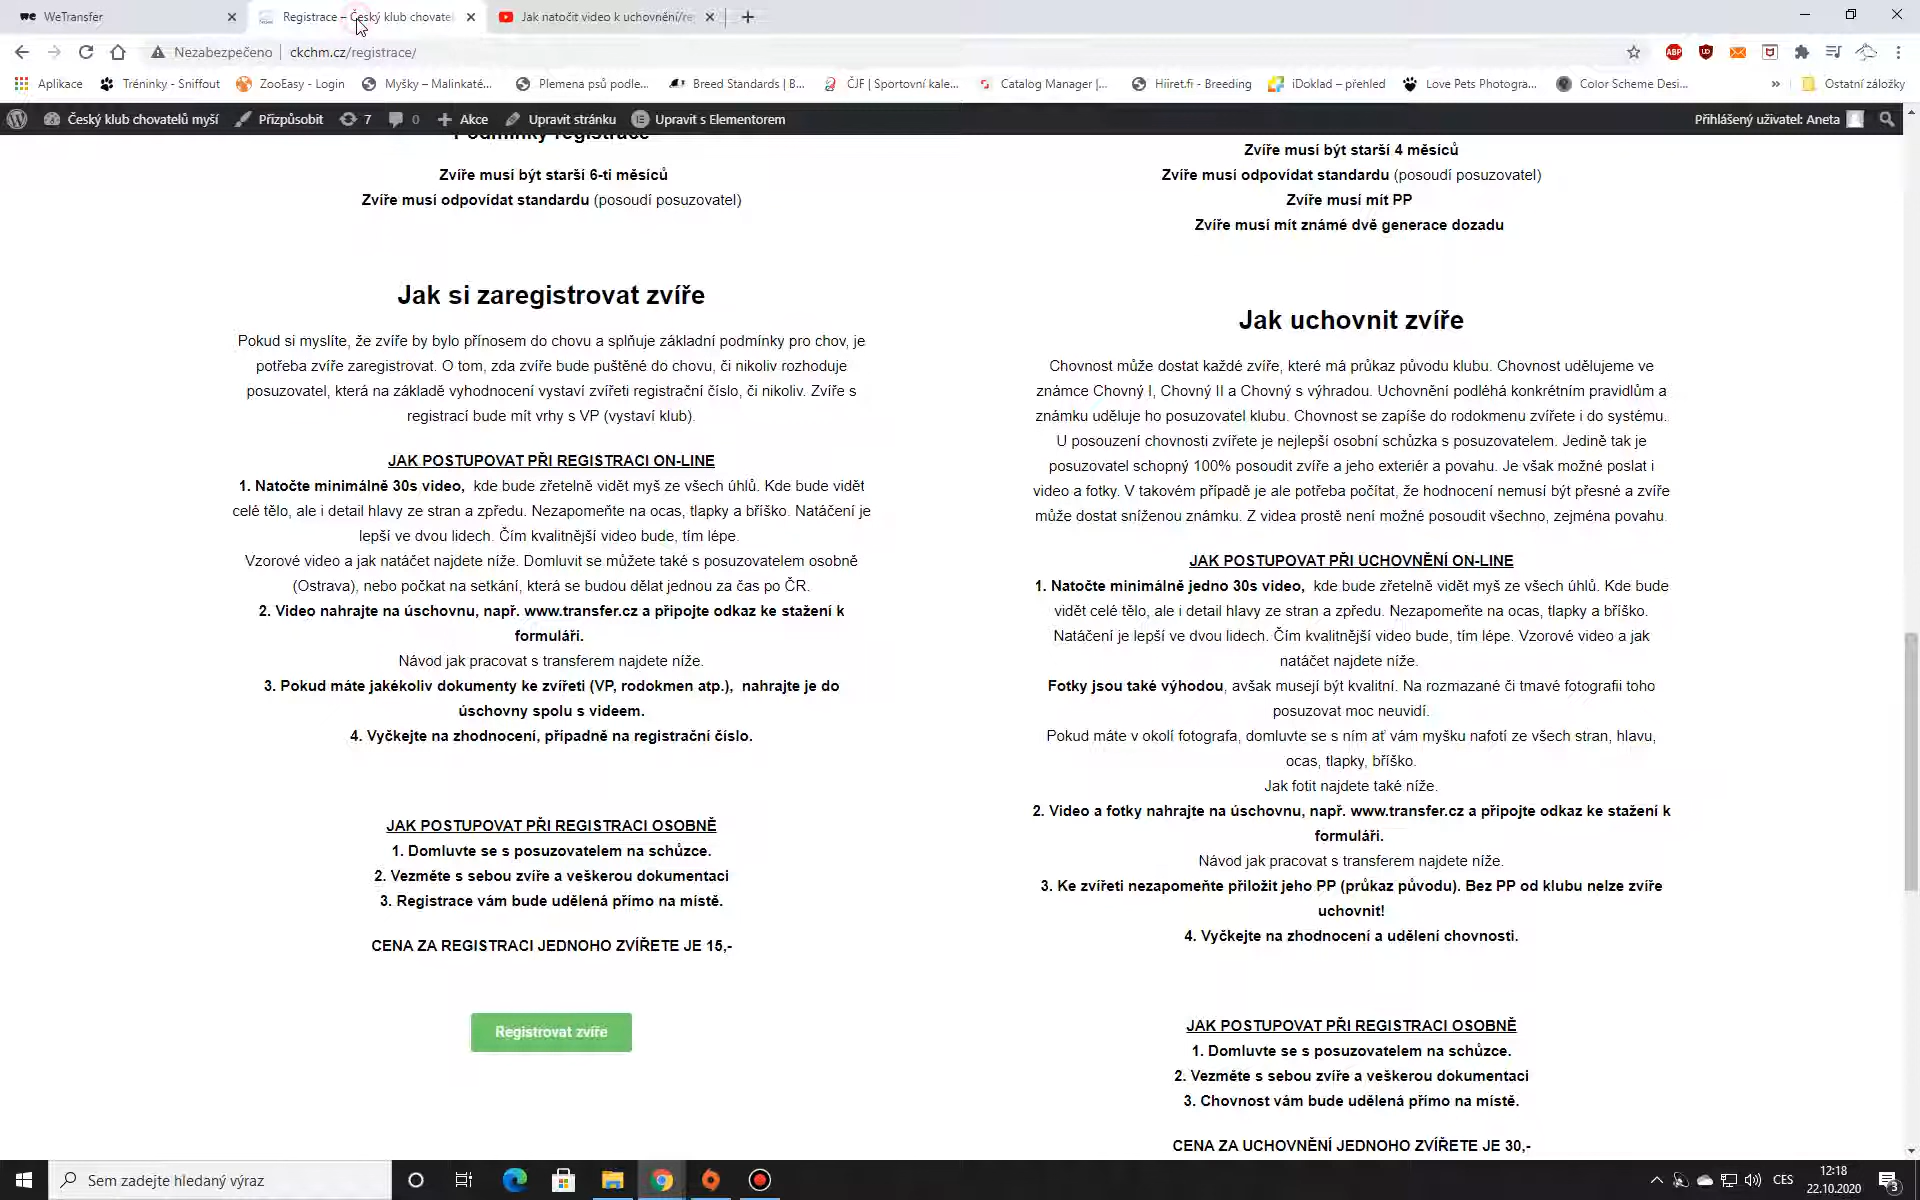 WeTransfer
Registrace – Český klub chovatel
Jak natočit video k uchovnění/re
Nezabezpečeno
ckchm.cz/registrace/
Aplikace
Tréninky - Sniffout
ZooEasy - Login
Myšky – Malinkaté...
Plemena psů podle...
Breed Standards | B...
ČJF | Sportovní kale...
Catalog Manager |...
Hiiret.fi - Breeding
iDoklad – přehled
Love Pets Photogra...
Color Scheme Desi...
»
Ostatní záložky
Český klub chovatelů myší
Přizpůsobit
7
0
Akce
Upravit stránku
Upravit s Elementorem
Přihlášený uživatel: Aneta
Podmínky registrace
Zvíře musí být starší 6-ti měsíců
Zvíře musí odpovídat standardu (posoudí posuzovatel)
Jak si zaregistrovat zvíře
Pokud si myslíte, že zvíře by bylo přínosem do chovu a splňuje základní podmínky pro chov, je
potřeba zvíře zaregistrovat. O tom, zda zvíře bude puštěné do chovu, či nikoliv rozhoduje
posuzovatel, která na základě vyhodnocení vystaví zvířeti registrační číslo, či nikoliv. Zvíře s
registrací bude mít vrhy s VP (vystaví klub).
JAK POSTUPOVAT PŘI REGISTRACI ON-LINE
1. Natočte minimálně 30s video, kde bude zřetelně vidět myš ze všech úhlů. Kde bude vidět
celé tělo, ale i detail hlavy ze stran a zpředu. Nezapomeňte na ocas, tlapky a bříško. Natáčení je
lepší ve dvou lidech. Čím kvalitnější video bude, tím lépe.
Vzorové video a jak natáčet najdete níže. Domluvit se můžete také s posuzovatelem osobně
(Ostrava), nebo počkat na setkání, která se budou dělat jednou za čas po ČR.
2. Video nahrajte na úschovnu, např. www.transfer.cz a připojte odkaz ke stažení k
formuláři.
Návod jak pracovat s transferem najdete níže.
3. Pokud máte jakékoliv dokumenty ke zvířeti (VP, rodokmen atp.), nahrajte je do
úschovny spolu s videem.
4. Vyčkejte na zhodnocení, případně na registrační číslo.
JAK POSTUPOVAT PŘI REGISTRACI OSOBNĚ
1. Domluvte se s posuzovatelem na schůzce.
2. Vezměte s sebou zvíře a veškerou dokumentaci
3. Registrace vám bude udělená přímo na místě.
CENA ZA REGISTRACI JEDNOHO ZVÍŘETE JE 15,-
Registrovat zvíře
Zvíře musí být starší 4 měsíců
Zvíře musí odpovídat standardu (posoudí posuzovatel)
Zvíře musí mít PP
Zvíře musí mít známé dvě generace dozadu
Jak uchovnit zvíře
Chovnost může dostat každé zvíře, které má průkaz původu klubu. Chovnost udělujeme ve
známce Chovný I, Chovný II a Chovný s výhradou. Uchovnění podléhá konkrétním pravidlům a
známku uděluje ho posuzovatel klubu. Chovnost se zapíše do rodokmenu zvířete i do systému.
U posouzení chovnosti zvířete je nejlepší osobní schůzka s posuzovatelem. Jedině tak je
posuzovatel schopný 100% posoudit zvíře a jeho exteriér a povahu. Je však možné poslat i
video a fotky. V takovém případě je ale potřeba počítat, že hodnocení nemusí být přesné a zvíře
může dostat sníženou známku. Z videa prostě není možné posoudit všechno, zejména povahu.
JAK POSTUPOVAT PŘI UCHOVNĚNÍ ON-LINE
1. Natočte minimálně jedno 30s video, kde bude zřetelně vidět myš ze všech úhlů. Kde bude
vidět celé tělo, ale i detail hlavy ze stran a zpředu. Nezapomeňte na ocas, tlapky a bříško.
Natáčení je lepší ve dvou lidech. Čím kvalitnější video bude, tím lépe. Vzorové video a jak
natáčet najdete níže.
Fotky jsou také výhodou, avšak musejí být kvalitní. Na rozmazané či tmavé fotografii toho
posuzovat moc neuvidí.
Pokud máte v okolí fotografa, domluvte se s ním ať vám myšku nafotí ze všech stran, hlavu,
ocas, tlapky, bříško.
Jak fotit najdete také níže.
2. Video a fotky nahrajte na úschovnu, např. www.transfer.cz a připojte odkaz ke stažení k
formuláři.
Návod jak pracovat s transferem najdete níže.
3. Ke zvířeti nezapomeňte přiložit jeho PP (průkaz původu). Bez PP od klubu nelze zvíře
uchovnit!
4. Vyčkejte na zhodnocení a udělení chovnosti.
JAK POSTUPOVAT PŘI REGISTRACI OSOBNĚ
1. Domluvte se s posuzovatelem na schůzce.
2. Vezměte s sebou zvíře a veškerou dokumentaci
3. Chovnost vám bude udělená přímo na místě.
CENA ZA UCHOVNĚNÍ JEDNOHO ZVÍŘETE JE 30,-
Sem zadejte hledaný výraz
CES
12:18
22.10.2020
3